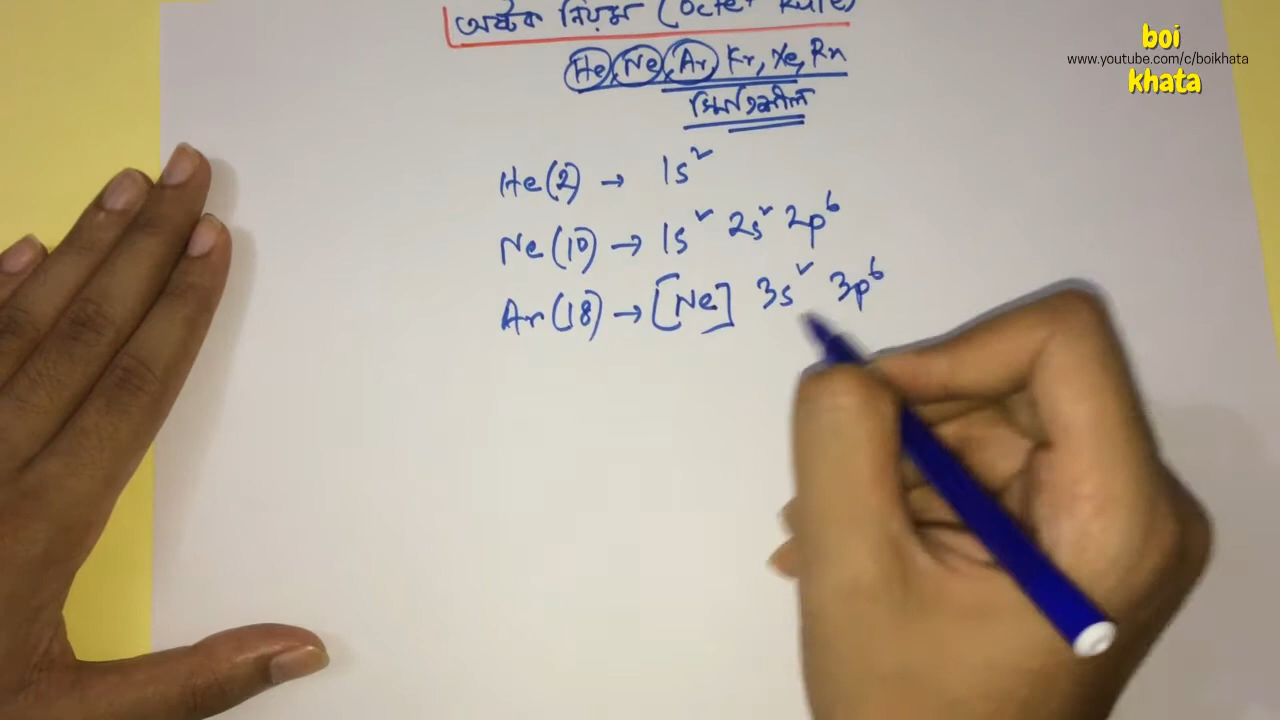 অষ্টক নিয়ম (Octet Rule)
He, Ne, Ar, Kr, Xe, Rn
স্থিতিশীল
He(2) → 1s²
Ne(10) → 1s² 2s² 2p⁶
Ar(18) → [Ne] 3s² 3p⁶
boi
www.youtube.com/c/boikhata
khata